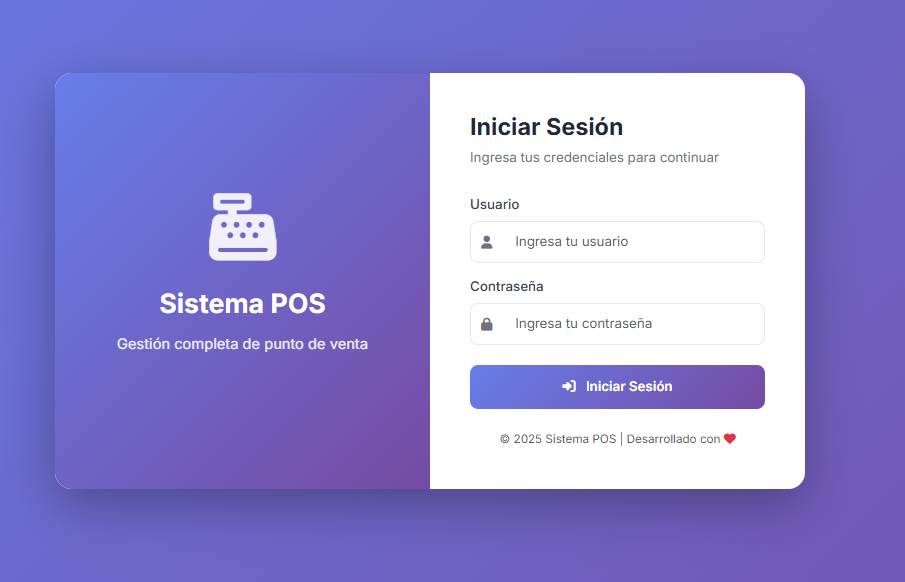 Sistema POS
Gestión completa de punto de venta
Iniciar Sesión
Ingresa tus credenciales para continuar
Usuario
Ingresa tu usuario
Contraseña
Ingresa tu contraseña
Iniciar Sesión
© 2025 Sistema POS | Desarrollado con ❤